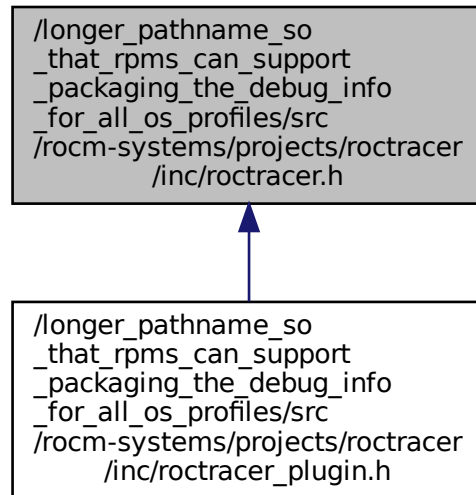 /longer_pathname_so
_that_rpms_can_support
_packaging_the_debug_info
_for_all_os_profiles/src
/rocm-systems/projects/roctracer
/inc/roctracer.h
/longer_pathname_so
_that_rpms_can_support
_packaging_the_debug_info
_for_all_os_profiles/src
/rocm-systems/projects/roctracer
/inc/roctracer_plugin.h